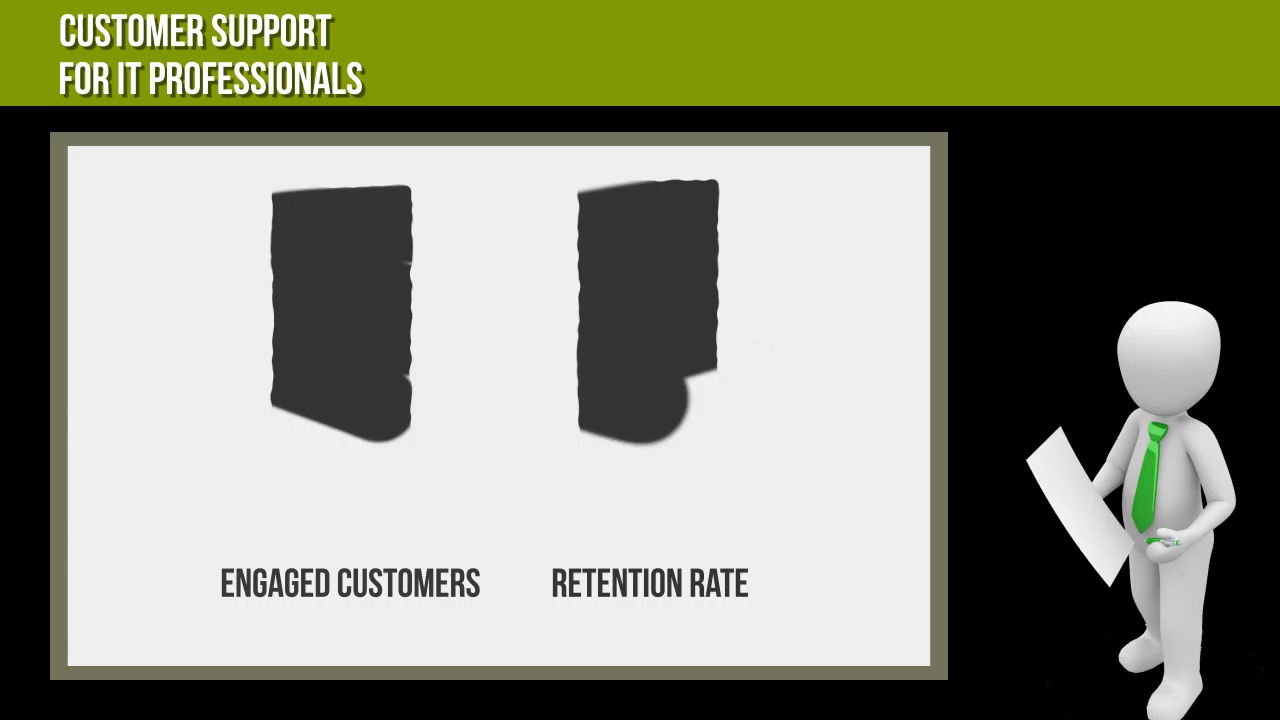 CUSTOMER SUPPORT
FOR IT PROFESSIONALS
ENGAGED CUSTOMERS
RETENTION RATE